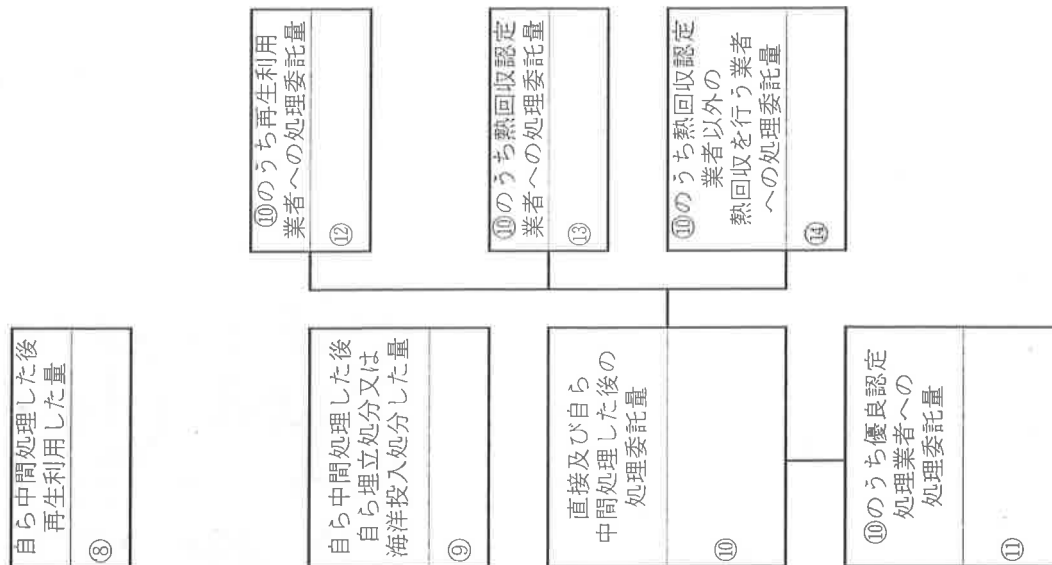 自ら中間処理した後
再生利用した量
⑧
自ら中間処理した後
自ら埋立処分又は
海洋投入処分した量
⑨
直接及び自ら
中間処理した後の
処理委託量
⑩
⑩のうち優良認定
処理業者への
処理委託量
⑪
⑩のうち再生利用
業者への処理委託量
⑫
⑩のうち熱回収認定
業者への処理委託量
⑬
⑩のうち熱回収認定
業者以外の
熱回収を行う業者
への処理委託量
⑭